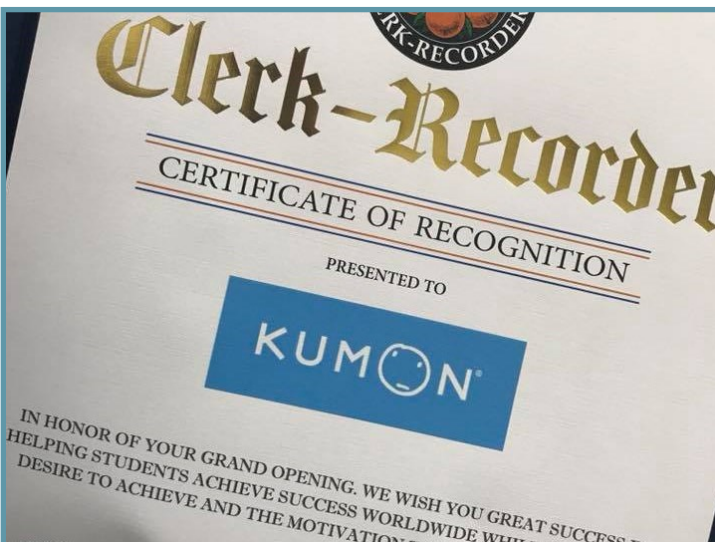 RK-RECORDER
Clerk-Recorder
CERTIFICATE OF RECOGNITION
PRESENTED TO
KUMON®
IN HONOR OF YOUR GRAND OPENING. WE WISH YOU GREAT SUCCESS
HELPING STUDENTS ACHIEVE SUCCESS WORLDWIDE
DESIRE TO ACHIEVE AND THE MOTIVATION